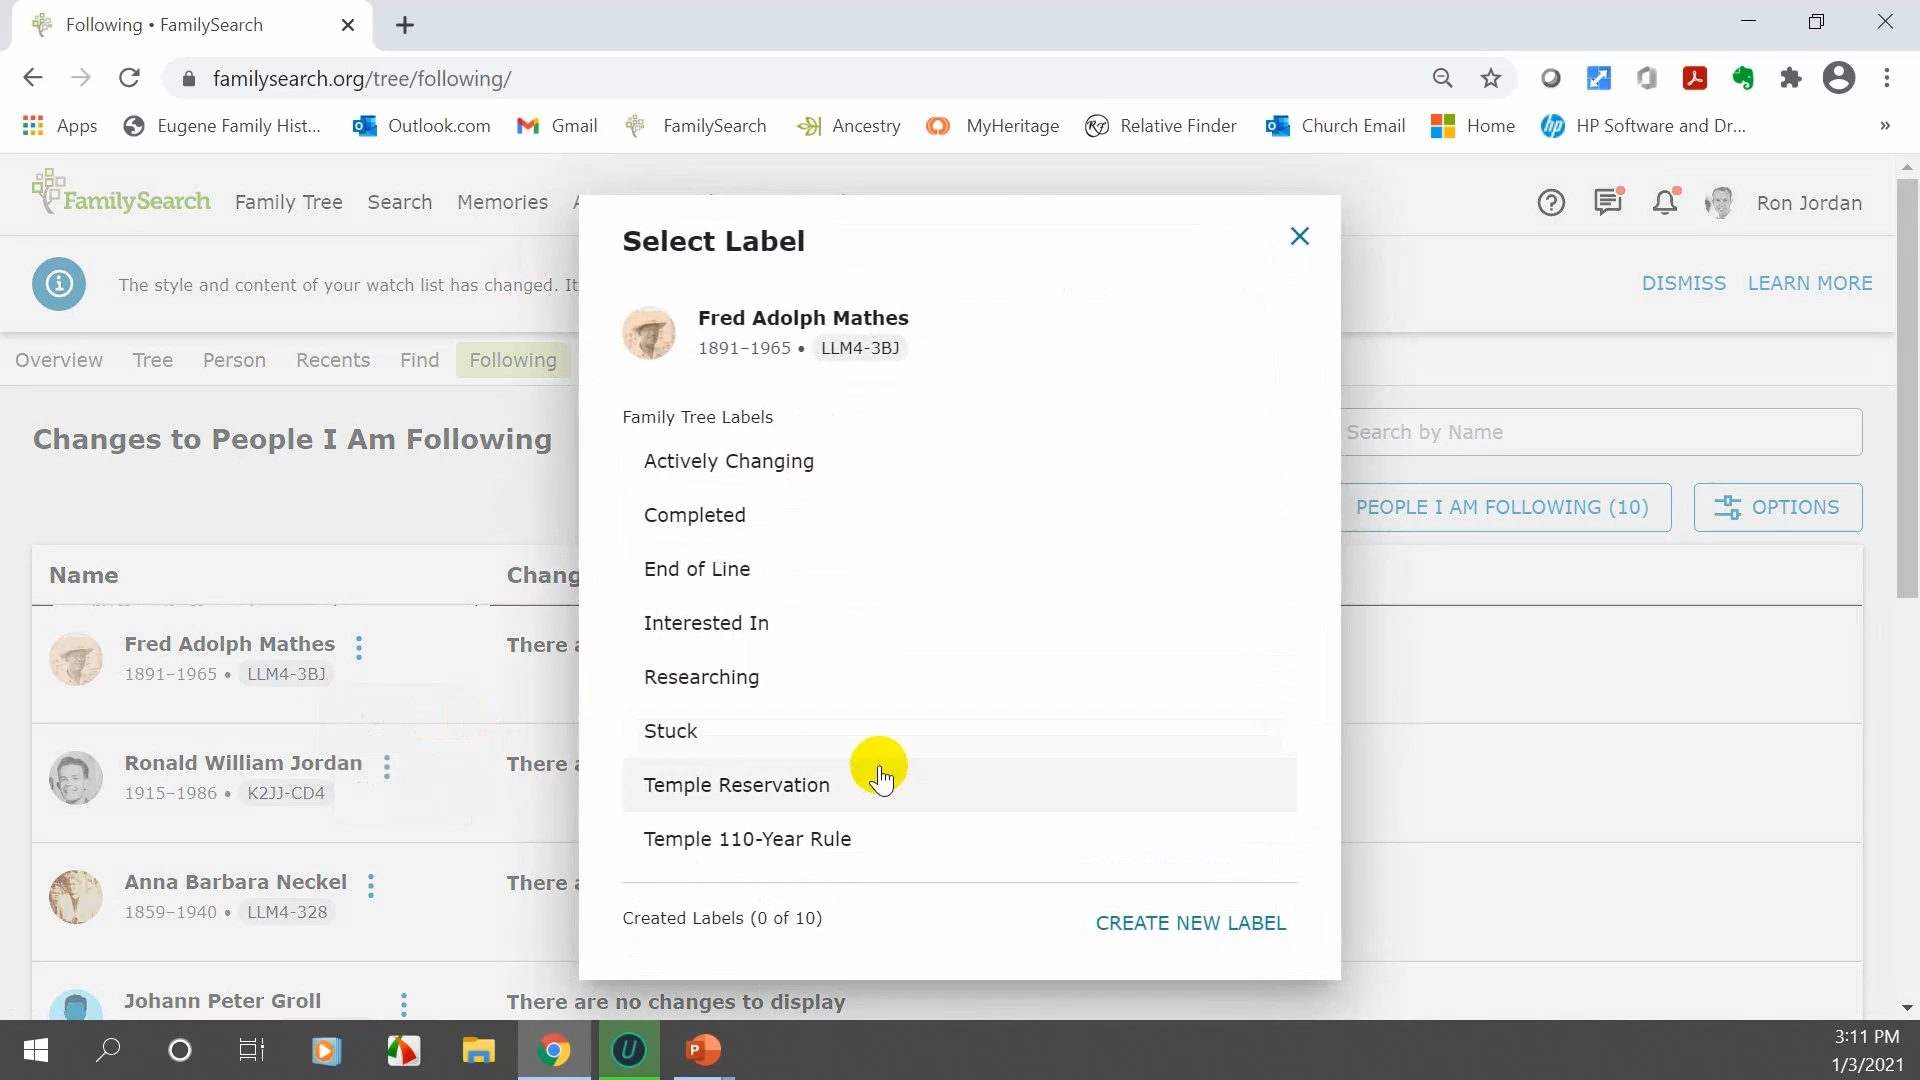 Following • FamilySearch
familysearch.org/tree/following/
Apps
Eugene Family Hist...
Outlook.com
Gmail
FamilySearch
Ancestry
MyHeritage
Relative Finder
Church Email
Home
HP Software and Dr...
»
FamilySearch
Family Tree
Search
Memories
Ron Jordan
The style and content of your watch list has changed. It
DISMISS
LEARN MORE
Overview
Tree
Person
Recents
Find
Following
Changes to People I Am Following
Search by Name
PEOPLE I AM FOLLOWING (10)
OPTIONS
Name
Chang
Fred Adolph Mathes
1891–1965 • LLM4-3BJ
There a
Ronald William Jordan
1915–1986 • K2JJ-CD4
There a
Anna Barbara Neckel
1859–1940 • LLM4-328
There a
Johann Peter Groll
There are no changes to display
Select Label
Fred Adolph Mathes
1891–1965 • LLM4-3BJ
Family Tree Labels
Actively Changing
Completed
End of Line
Interested In
Researching
Stuck
Temple Reservation
Temple 110-Year Rule
Created Labels (0 of 10)
CREATE NEW LABEL
3:11 PM
1/3/2021